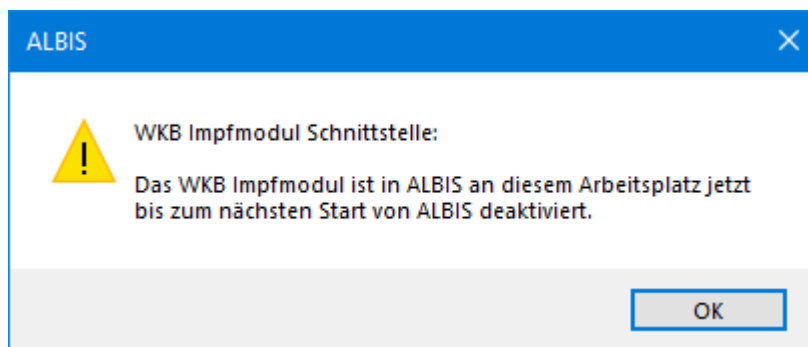 ALBIS
WKB Impfmodul Schnittstelle:
Das WKB Impfmodul ist in ALBIS an diesem Arbeitsplatz jetzt
bis zum nächsten Start von ALBIS deaktiviert.
OK